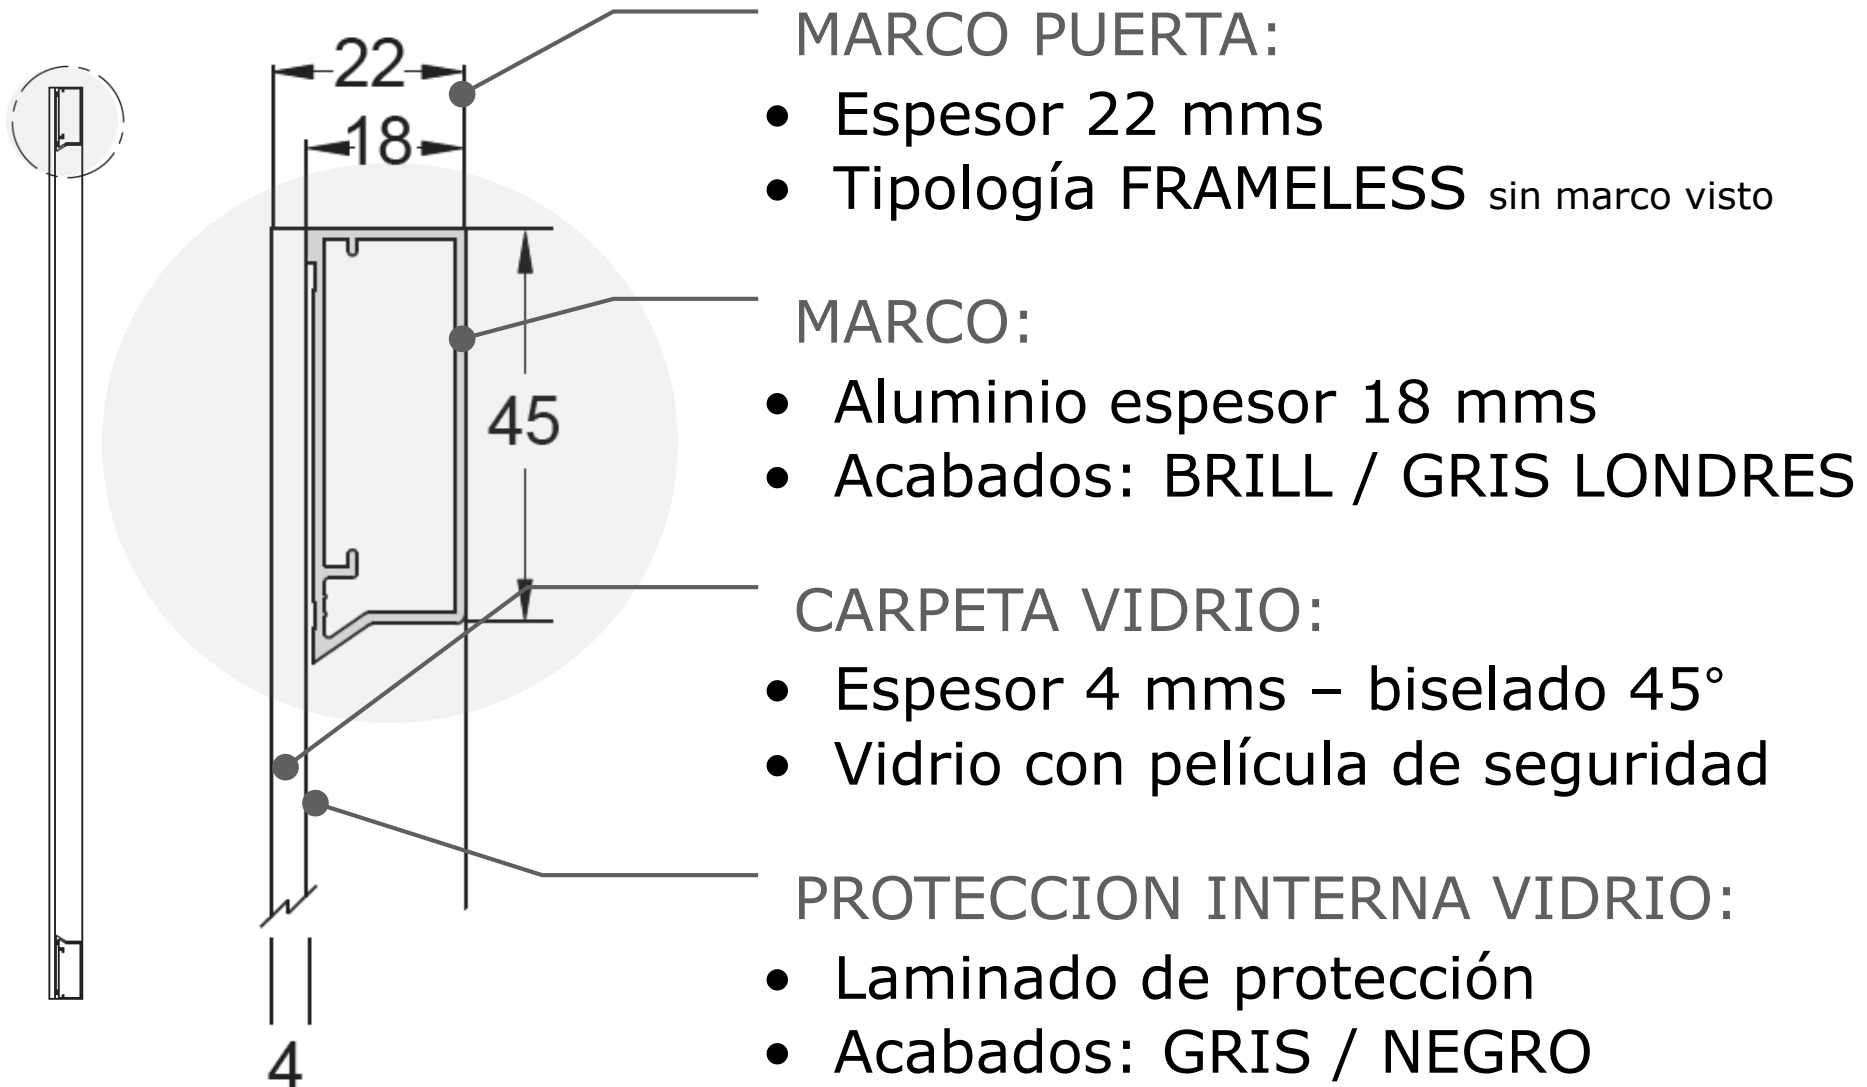 22
18
45
4
MARCO PUERTA:
• Espesor 22 mms
• Tipología FRAMELESS sin marco visto
MARCO:
• Aluminio espesor 18 mms
• Acabados: BRILL / GRIS LONDRES
CARPETA VIDRIO:
• Espesor 4 mms – biselado 45°
• Vidrio con película de seguridad
PROTECCION INTERNA VIDRIO:
• Laminado de protección
• Acabados: GRIS / NEGRO